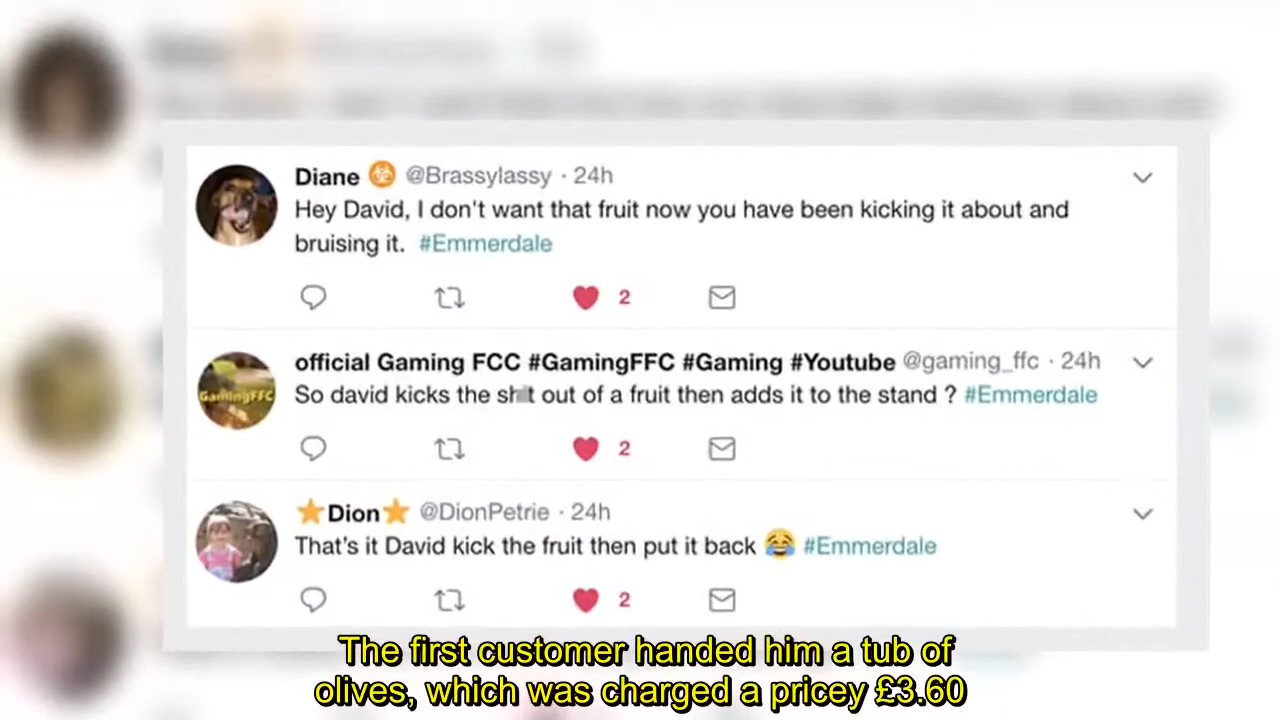 Diane @Brassylassy · 24h
Hey David, I don't want that fruit now you have been kicking it about and
bruising it. #Emmerdale
2
official Gaming FCC #GamingFFC #Gaming #Youtube @gaming_ffc · 24h
GamingFFC
So david kicks the sh t out of a fruit then adds it to the stand ? #Emmerdale
2
⭐Dion⭐ @DionPetrie · 24h
That's it David kick the fruit then put it back 😂 #Emmerdale
2
The first customer handed him a tub of
olives, which was charged a pricey £3.60